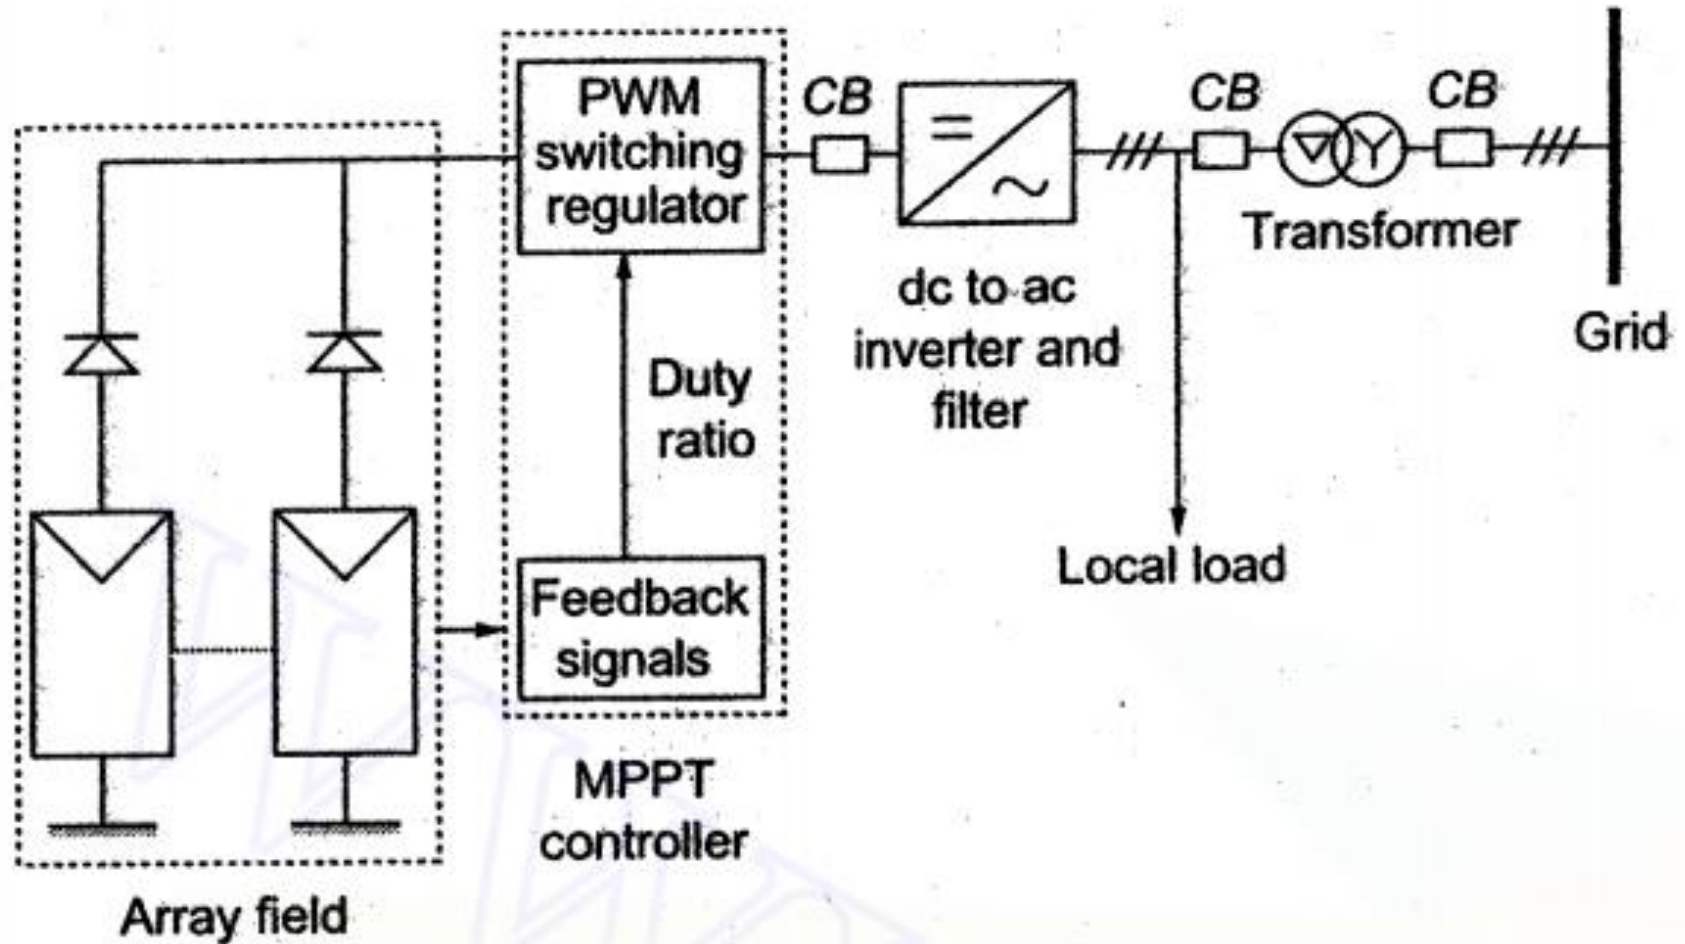 PWM
switching
regulator
CB
CB
CB
Transformer
dc to ac
inverter and
filter
Grid
Duty
ratio
Local load
Feedback
signals
MPPT
controller
Array field